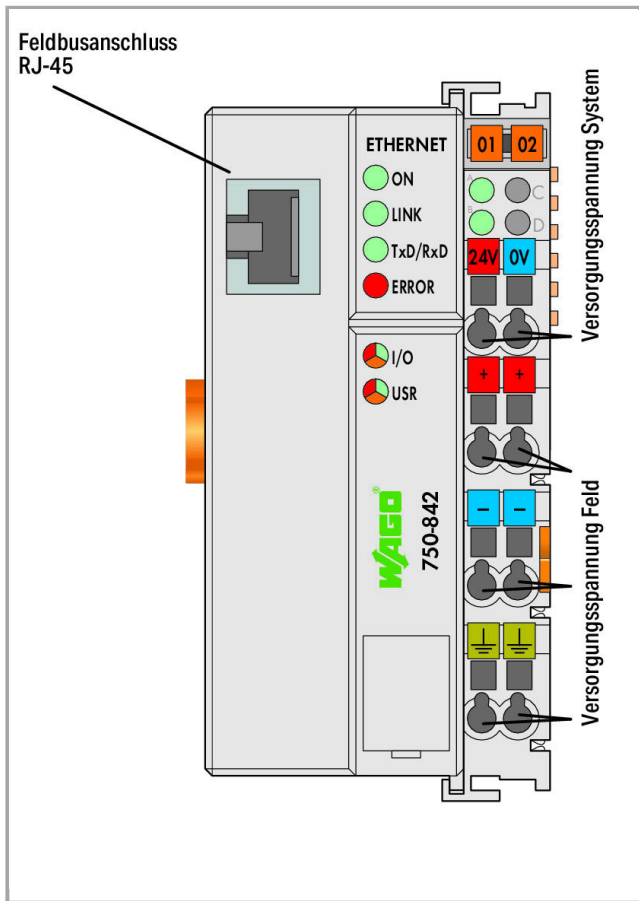 Feldbusanschluss
RJ-45
ETHERNET
ON
LINK
TxD/RxD
ERROR
I/O
USR
WAGO®
750-842
01 02
A C
B D
24V 0V
+ +
– –
Versorgungsspannung System
Versorgungsspannung Feld